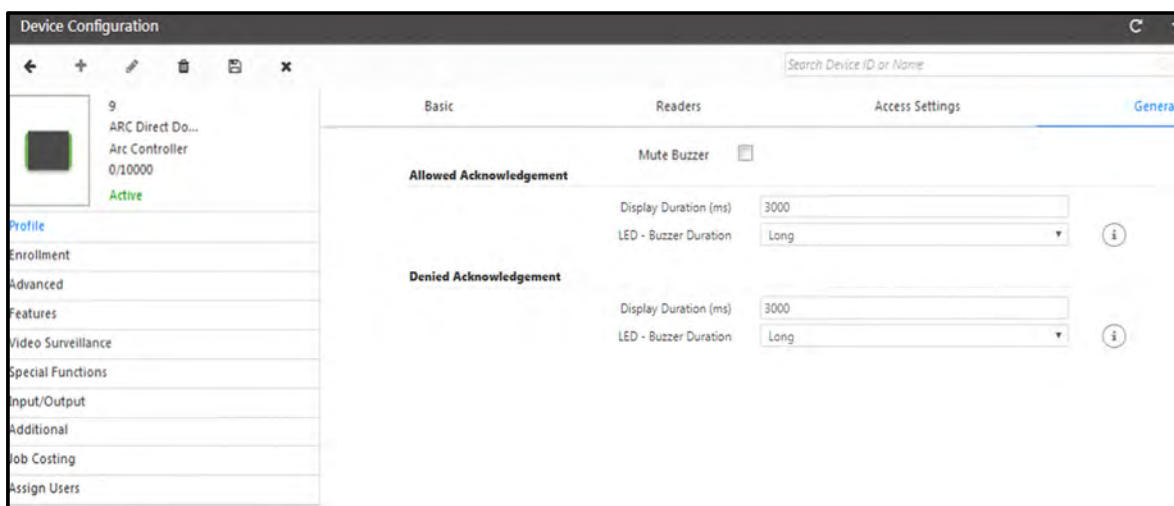 Device Configuration
Search Device ID or Name
9
ARC Direct Do...
Arc Controller
0/10000
Active
Profile
Enrollment
Advanced
Features
Video Surveillance
Special Functions
Input/Output
Additional
Job Costing
Assign Users
Basic Readers Access Settings Genera
Mute Buzzer
Allowed Acknowledgement
Display Duration (ms) 3000
LED - Buzzer Duration Long
Denied Acknowledgement
Display Duration (ms) 3000
LED - Buzzer Duration Long